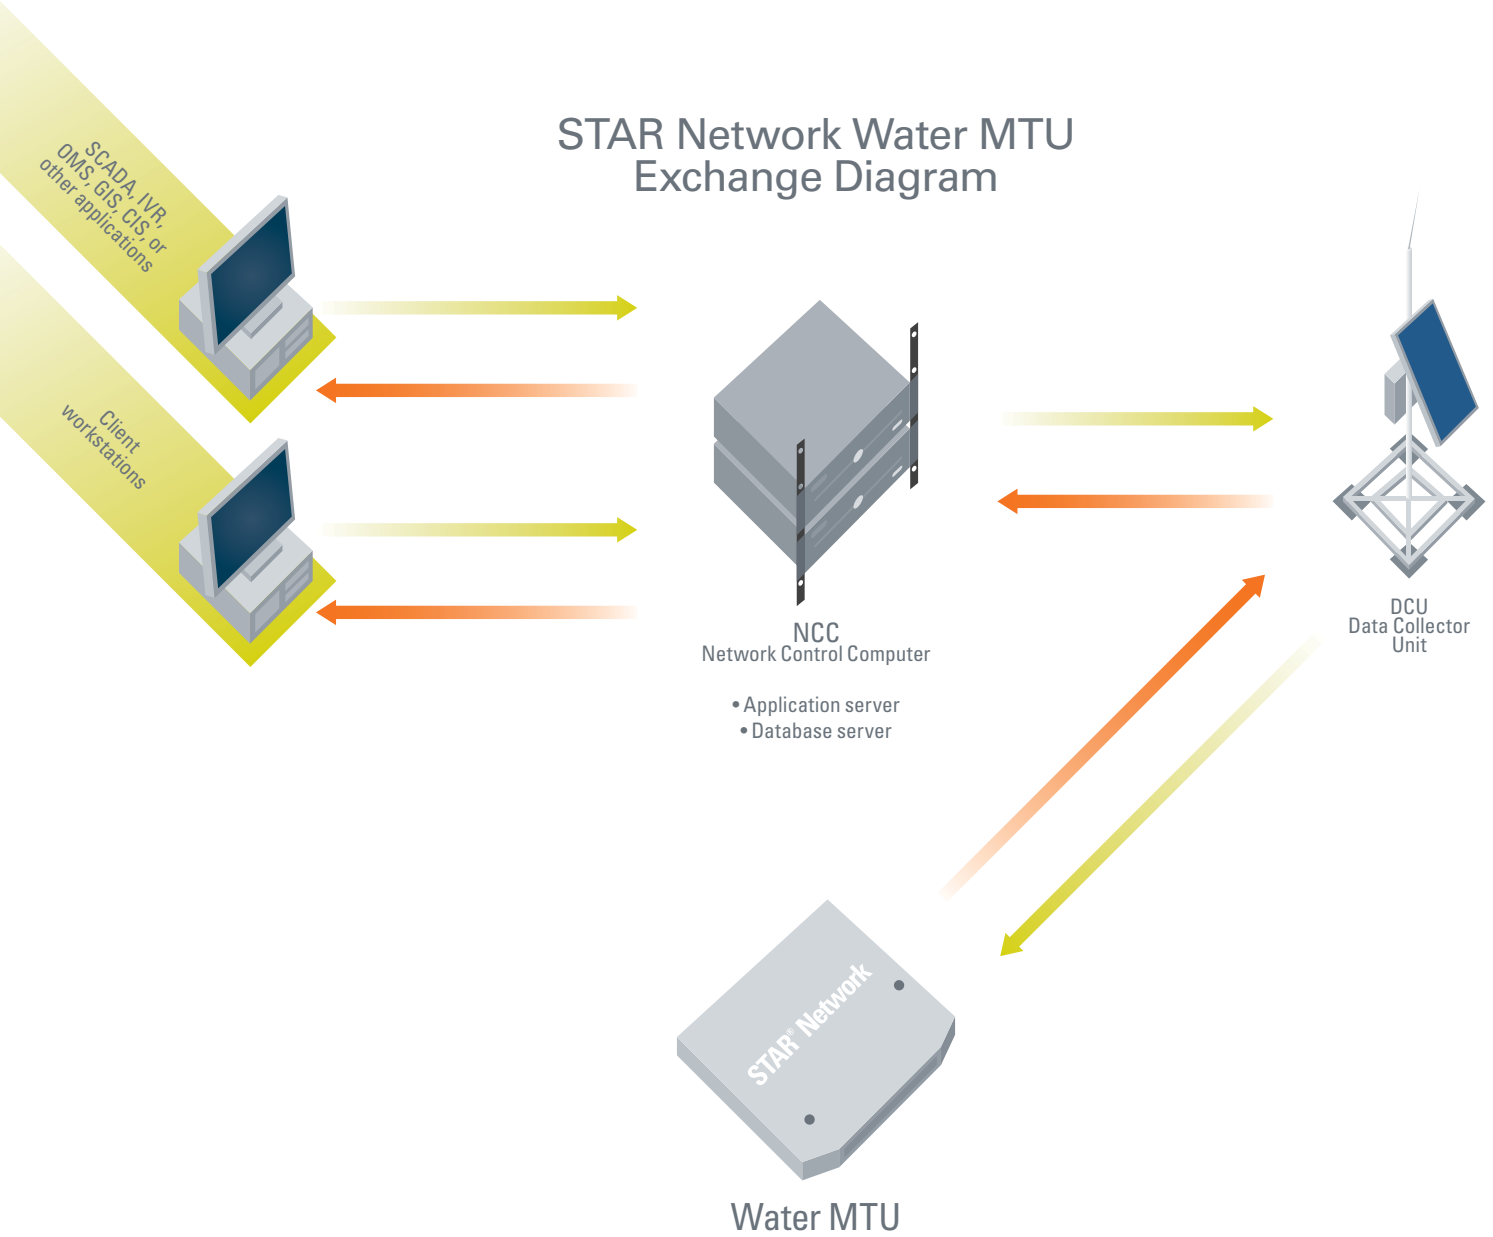 STAR Network Water MTU
Exchange Diagram
SCADA, IVR,
OMS, GIS, CIS, or
other applications
Client
workstations
NCC
Network Control Computer
• Application server
• Database server
DCU
Data Collector
Unit
STAR® Network
Water MTU